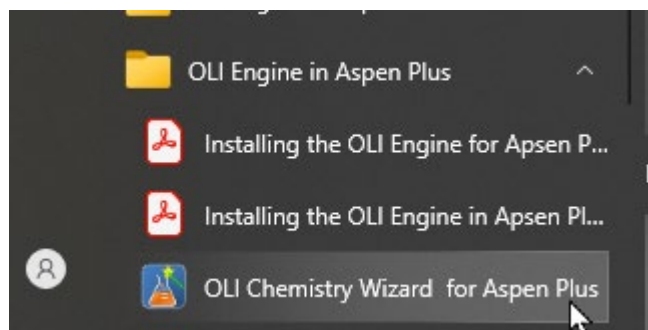 OLI Engine in Aspen Plus
Installing the OLI Engine for Apsen P...
Installing the OLI Engine in Apsen Pl...
OLI Chemistry Wizard  for Aspen Plus